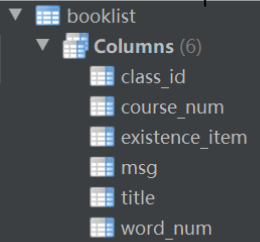 booklist
Columns (6)
class_id
course_num
existence_item
msg
title
word_num